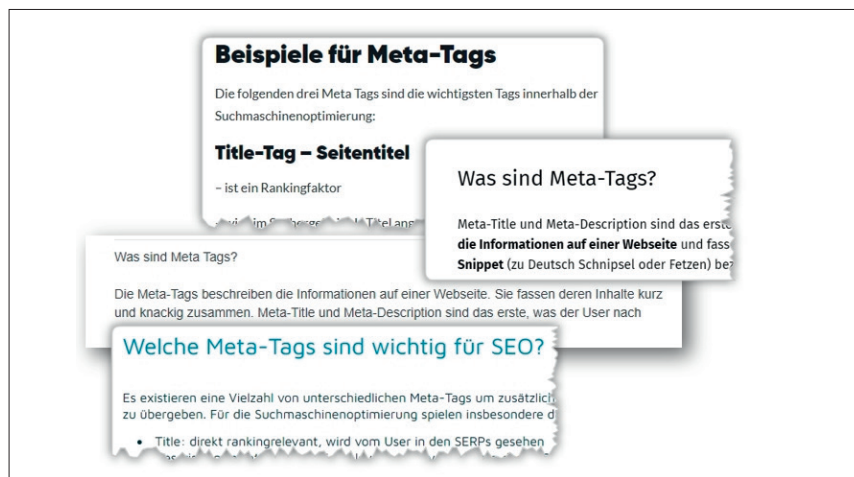 Beispiele für Meta-Tags
Die folgenden drei Meta Tags sind die wichtigsten Tags innerhalb der
Suchmaschinenoptimierung:
Title-Tag – Seitentitel
– ist ein Rankingfaktor
Was sind Meta-Tags?
Meta-Title und Meta-Description sind das erste
die Informationen auf einer Webseite und fass
Snippet (zu Deutsch Schnipsel oder Fetzen) be
Was sind Meta Tags?
Die Meta-Tags beschreiben die Informationen auf einer Webseite. Sie fassen deren Inhalte kurz
und knackig zusammen. Meta-Title und Meta-Description sind das erste, was der User nach
Welche Meta-Tags sind wichtig für SEO?
Es existieren eine Vielzahl von unterschiedlichen Meta-Tags um zusätzlich
zu übergeben. Für die Suchmaschinenoptimierung spielen insbesondere d
• Title: direkt rankingrelevant, wird vom User in den SERPs gesehen